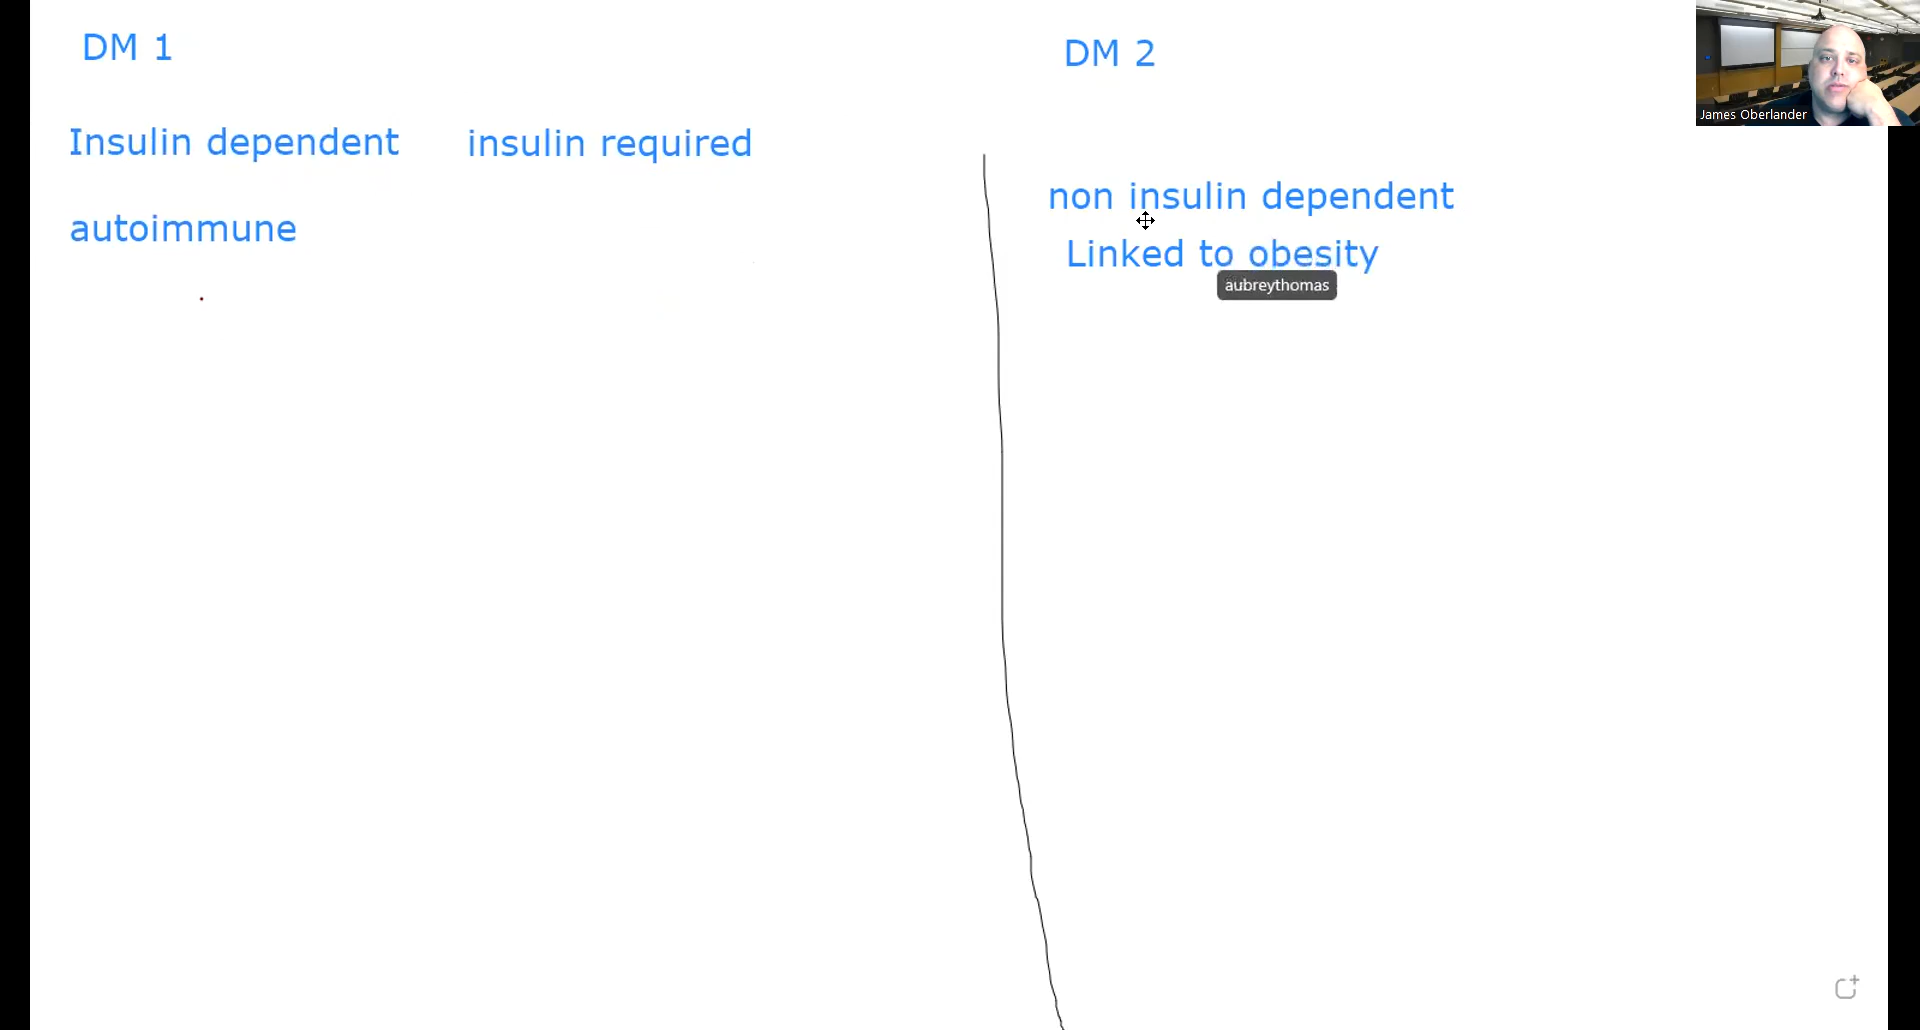 DM 1
Insulin dependent insulin required
autoimmune
DM 2
non insulin dependent
Linked to obesity
aubreythomas
James Oberlander